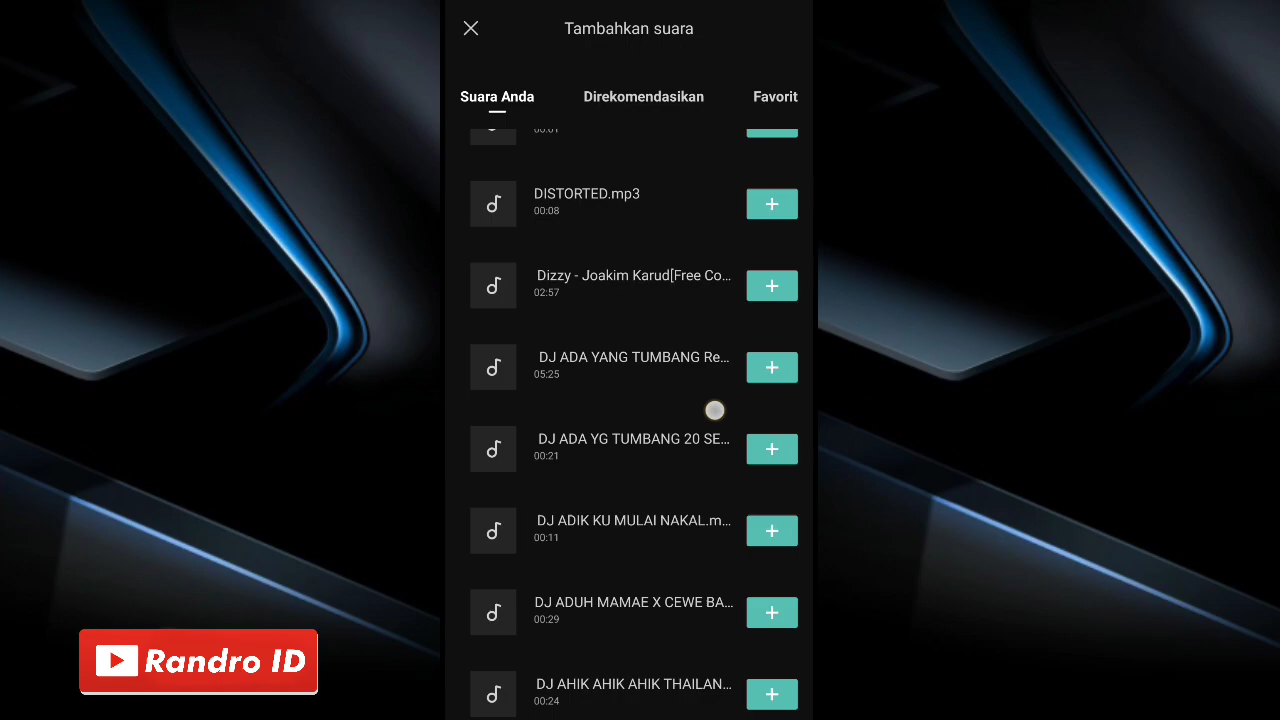 Tambahkan suara
Suara Anda
Direkomendasikan
Favorit
DISTORTED.mp3
00:08
Dizzy - Joakim Karud[Free Co...
02:57
DJ ADA YANG TUMBANG Re...
05:25
DJ ADA YG TUMBANG 20 SE...
00:21
DJ ADIK KU MULAI NAKAL.m...
00:11
DJ ADUH MAMAE X CEWE BA...
00:29
DJ AHIK AHIK AHIK THAILAN...
00:24
Randro ID